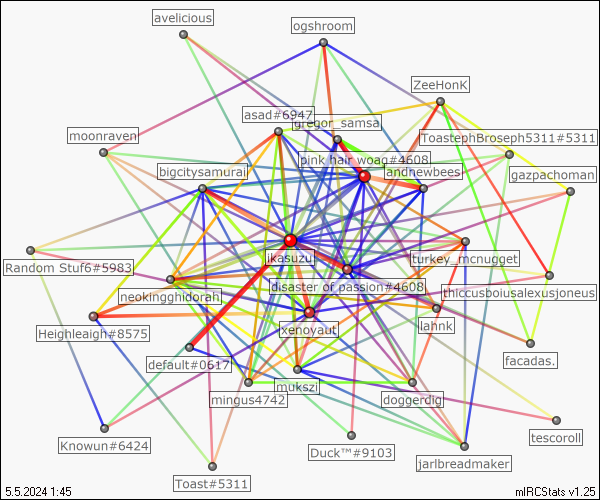 avelicious
ogshroom
ZeeHonK
asad#6947
gregor_samsa
moonraven
ToastephBroseph5311#5311
pink hair woag#4608
bigcitysamurai
andnewbees
gazpachoman
jkasuzu
turkey_mcnugget
Random Stuf6#5983
disaster of passion#4608
neokingghidorah
thiccusboiusalexusjoneus
xenoyaut
lahnk
Heighleaigh#8575
default#0617
facadas.
mukszi
mingus4742
doggerdig
Knowun#6424
tescoroll
Duck™#9103
jarlbreadmaker
Toast#5311
5.5.2024 1:45
mIRCStats v1.25